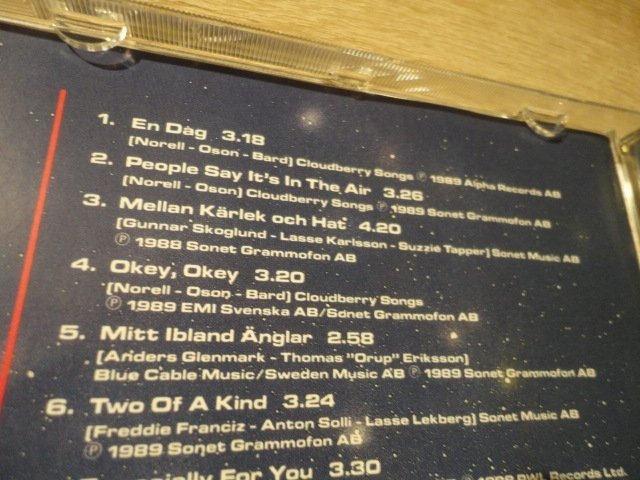 1. En Dag 3.18
[Norell - Oson - Bard] Cloudberry Songs ℗ 1989 Alpha Records AB
2. People Say It's In The Air 3.26
[Norell - Oson] Cloudberry Songs ℗ 1989 Sonet Grammofon AB
3. Mellan Kärlek och Hat 4.20
[Gunnar Skoglund - Lasse Karlsson - Suzzie Tapper] Sonet Music AB
℗ 1988 Sonet Grammofon AB
4. Okey, Okey 3.20
[Norell - Oson - Bard] Cloudberry Songs
℗ 1989 EMI Svenska AB/Sonet Grammofon AB
5. Mitt Ibland Änglar 2.58
[Anders Glenmark - Thomas "Orup" Eriksson]
Blue Cable Music/Sweden Music AB ℗ 1989 Sonet Grammofon AB
6. Two Of A Kind 3.24
[Freddie Franciz - Anton Solli - Lasse Lekberg] Sonet Music AB
℗ 1989 Sonet Grammofon AB
For You 3.30
PWL Records Ltd.